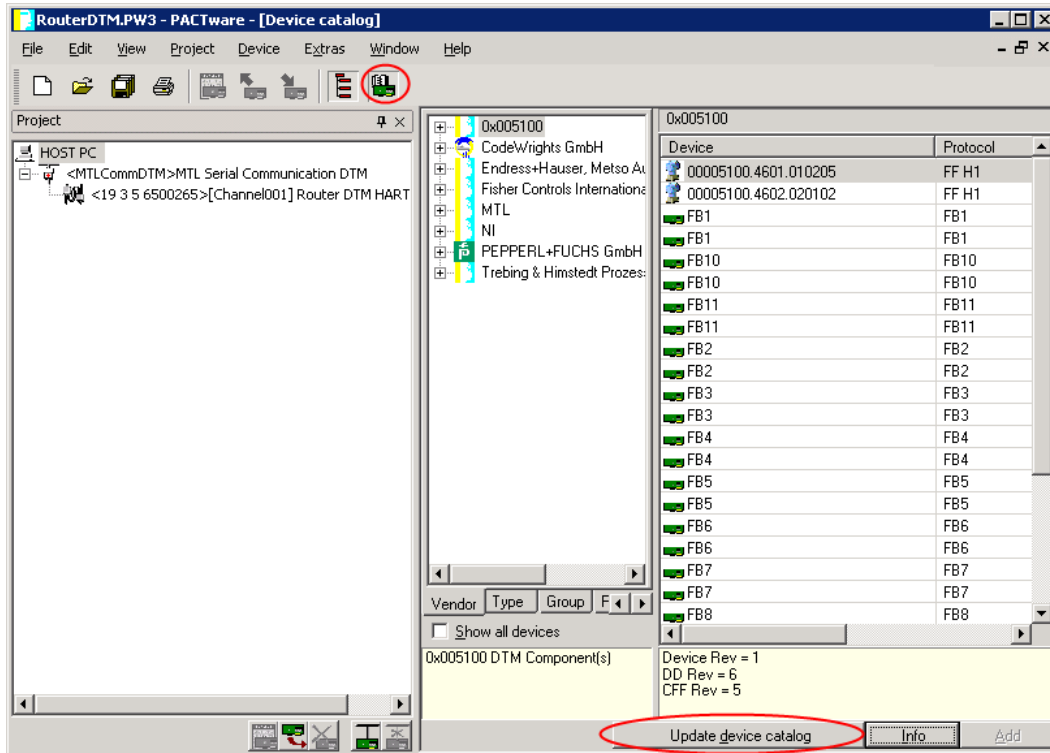 RouterDTM.PW3 - PACTware - [Device catalog]
File Edit View Project Device Extras Window Help
Project
HOST PC
<MTLCommDTM>MTL Serial Communication DTM
<19 3 5 6500265>[Channel001] Router DTM HART
0x005100
CodeWrights GmbH
Endress+Hauser, Metso Au
Fisher Controls Internationa
MTL
NI
PEPPERL+FUCHS GmbH
Trebing & Himstedt Prozes
Vendor Type Group F
Show all devices
0x005100 DTM Component(s)
0x005100
Device Protocol
00005100.4601.010205 FF H1
00005100.4602.020102 FF H1
FB1 FB1
FB1 FB1
FB10 FB10
FB10 FB10
FB11 FB11
FB11 FB11
FB2 FB2
FB2 FB2
FB3 FB3
FB3 FB3
FB4 FB4
FB4 FB4
FB5 FB5
FB5 FB5
FB6 FB6
FB6 FB6
FB7 FB7
FB7 FB7
FB8 FB8
Device Rev = 1
DD Rev = 6
CFF Rev = 5
Update device catalog Info Add